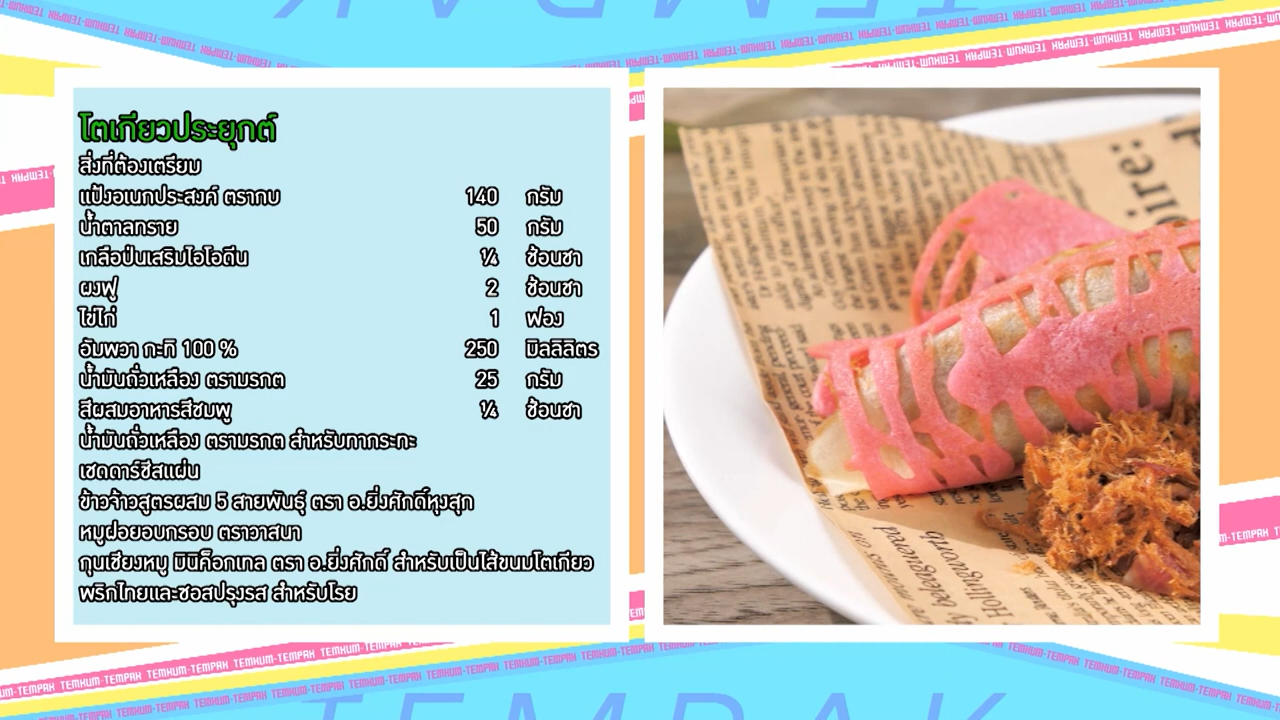 โตเกียวประยุกต์
สิ่งที่ต้องเตรียม
แป้งอเนกประสงค์ ตรากบ 140 กรัม
น้ำตาลทราย 50 กรัม
เกลือป่นเสริมไอโอดีน ¼ ช้อนชา
ผงฟู 2 ช้อนชา
ไข่ไก่ 1 ฟอง
อัมพวา กะทิ 100 % 250 มิลลิลิตร
น้ำมันถั่วเหลือง ตรามรกต 25 กรัม
สีผสมอาหารสีชมพู ¼ ช้อนชา
น้ำมันถั่วเหลือง ตรามรกต สำหรับทากระทะ
เชดดาร์ชีสแผ่น
ข้าวจ้าวสูตรผสม 5 สายพันธุ์ ตรา อ.ยิ่งศักดิ์หุงสุก
หมูฝอยอบกรอบ ตราวาสนา
กุนเชียงหมู มินิค็อกเทล ตรา อ.ยิ่งศักดิ์ สำหรับเป็นไส้ขนมโตเกียว
พริกไทยและซอสปรุงรส สำหรับโรย
TEMHUM-TEMPAK TEMHUM-TEMPAK TEMHUM-TEMPAK
TEMPAK